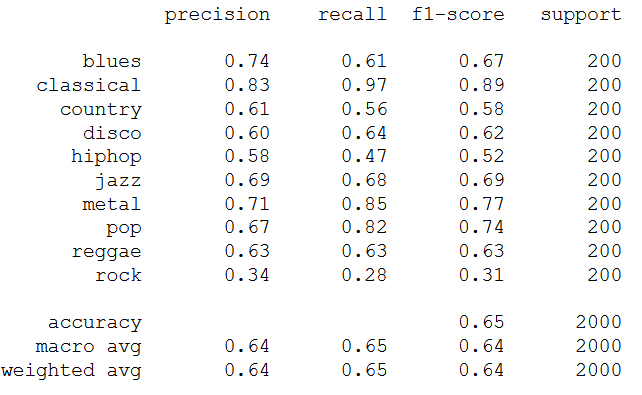 precision recall f1-score support
blues 0.74 0.61 0.67 200
classical 0.83 0.97 0.89 200
country 0.61 0.56 0.58 200
disco 0.60 0.64 0.62 200
hiphop 0.58 0.47 0.52 200
jazz 0.69 0.68 0.69 200
metal 0.71 0.85 0.77 200
pop 0.67 0.82 0.74 200
reggae 0.63 0.63 0.63 200
rock 0.34 0.28 0.31 200
accuracy 0.65 2000
macro avg 0.64 0.65 0.64 2000
weighted avg 0.64 0.65 0.64 2000